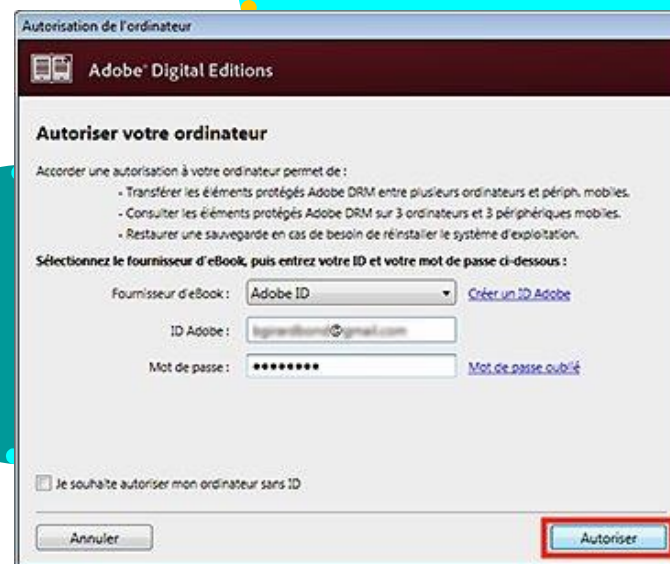 Autorisation de l'ordinateur
Adobe® Digital Editions
Autoriser votre ordinateur
Accorder une autorisation à votre ordinateur permet de :
- Transférer les éléments protégés Adobe DRM entre plusieurs ordinateurs et périph. mobiles.
- Consulter les éléments protégés Adobe DRM sur 3 ordinateurs et 3 périphériques mobiles.
- Restaurer une sauvegarde en cas de besoin de réinstaller le système d'exploitation.
Sélectionnez le fournisseur d'eBook, puis entrez votre ID et votre mot de passe ci-dessous :
Fournisseur d'eBook : Adobe ID Créer un ID Adobe
ID Adobe : @gmail.com
Mot de passe : •••••••• Mot de passe oublié
Je souhaite autoriser mon ordinateur sans ID
Annuler Autoriser